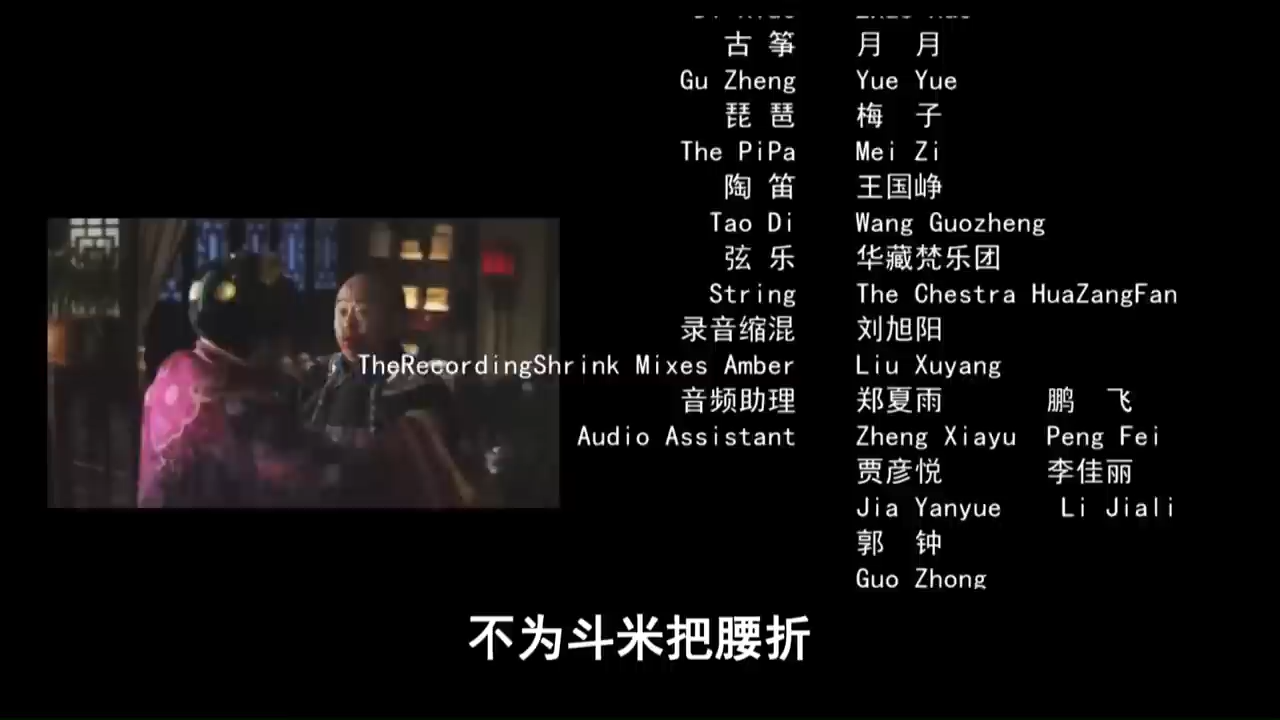 古 筝 月 月
Gu Zheng Yue Yue
琵 琶 梅 子
The PiPa Mei Zi
陶 笛 王国峥
Tao Di Wang Guozheng
弦 乐 华藏梵乐团
String The Chestra HuaZangFan
录音缩混 刘旭阳
TheRecordingShrink Mixes Amber Liu Xuyang
音频助理 郑夏雨 鹏 飞
Audio Assistant Zheng Xiayu Peng Fei
贾彦悦 李佳丽
Jia Yanyue Li Jiali
郭 钟
Guo Zhong
不为斗米把腰折